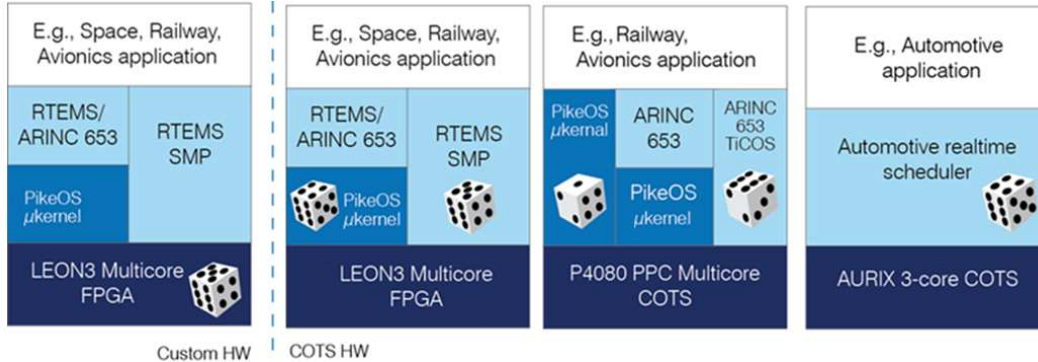 E.g., Space, Railway,
Avionics application
RTEMS/
ARINC 653
RTEMS
SMP
PikeOS
µkernel
LEON3 Multicore
FPGA
Custom HW
E.g., Space, Railway,
Avionics application
RTEMS/
ARINC 653
RTEMS
SMP
PikeOS
µkernel
LEON3 Multicore
FPGA
COTS HW
E.g., Railway,
Avionics application
PikeOS
µkernal
ARINC
653
ARINC
653
TiCOS
PikeOS
µkernel
P4080 PPC Multicore
COTS
E.g., Automotive
application
Automotive realtime
scheduler
AURIX 3-core COTS